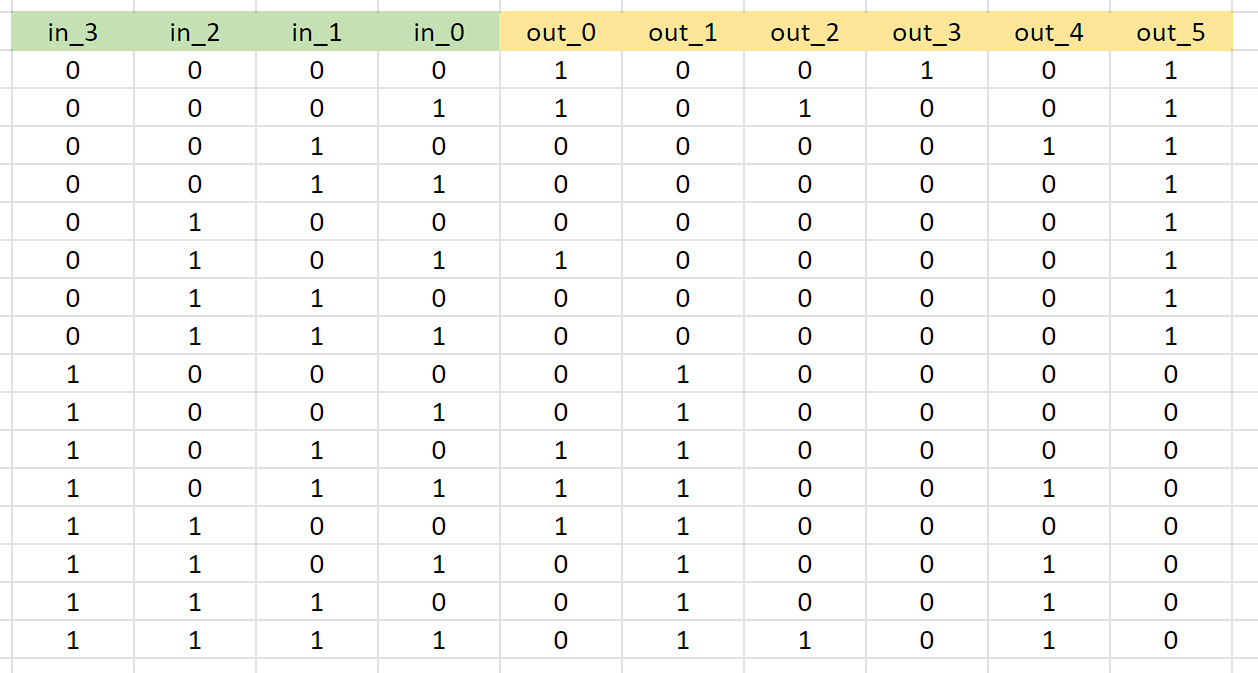 in_3 in_2 in_1 in_0 out_0 out_1 out_2 out_3 out_4 out_5
0 0 0 0 1 0 0 1 0 1
0 0 0 1 1 0 1 0 0 1
0 0 1 0 0 0 0 0 1 1
0 0 1 1 0 0 0 0 0 1
0 1 0 0 0 0 0 0 0 1
0 1 0 1 1 0 0 0 0 1
0 1 1 0 0 0 0 0 0 1
0 1 1 1 0 0 0 0 0 1
1 0 0 0 0 1 0 0 0 0
1 0 0 1 0 1 0 0 0 0
1 0 1 0 1 1 0 0 0 0
1 0 1 1 1 1 0 0 1 0
1 1 0 0 1 1 0 0 0 0
1 1 0 1 0 1 0 0 1 0
1 1 1 0 0 1 0 0 1 0
1 1 1 1 0 1 1 0 1 0